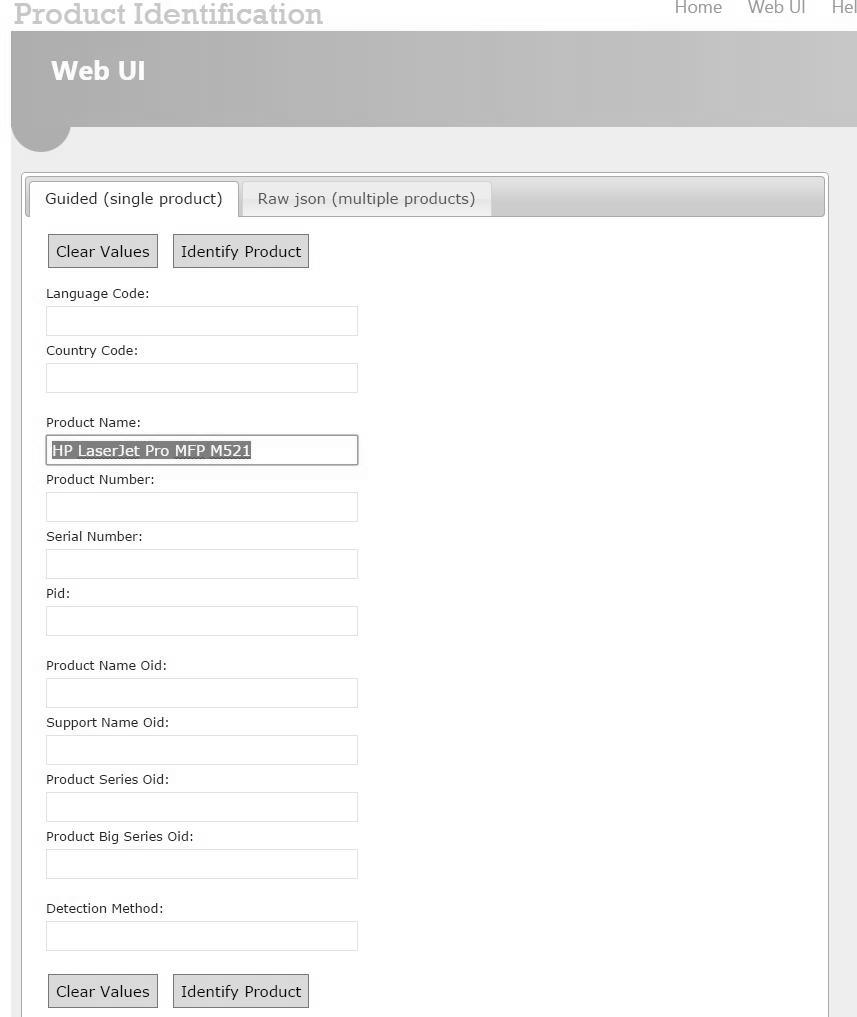 Product Identification
Home Web UI
Web UI
Guided (single product) Raw json (multiple products)
Clear Values Identify Product
Language Code:
Country Code:
Product Name:
HP LaserJet Pro MFP M521
Product Number:
Serial Number:
Pid:
Product Name Oid:
Support Name Oid:
Product Series Oid:
Product Big Series Oid:
Detection Method:
Clear Values Identify Product